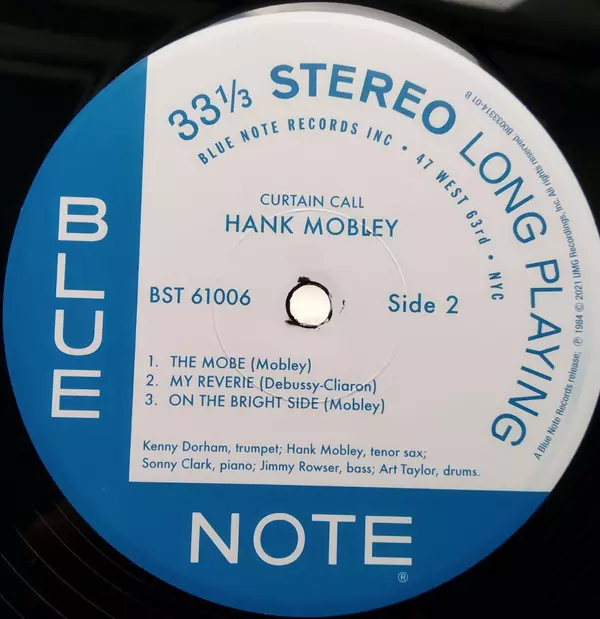 33⅓ STEREO LONG PLAYING
BLUE NOTE RECORDS INC • 47 WEST 63rd • NYC
CURTAIN CALL
HANK MOBLEY
BST 61006
Side 2
1. THE MOBE (Mobley)
2. MY REVERIE (Debussy-Cliaron)
3. ON THE BRIGHT SIDE (Mobley)
Kenny Dorham, trumpet; Hank Mobley, tenor sax;
Sonny Clark, piano; Jimmy Rowser, bass; Art Taylor, drums.
BLUE
NOTE®
A Blue Note Records release; ℗ 1984 © 2021 UMG Recordings, Inc. All rights reserved. B0033314-01 B